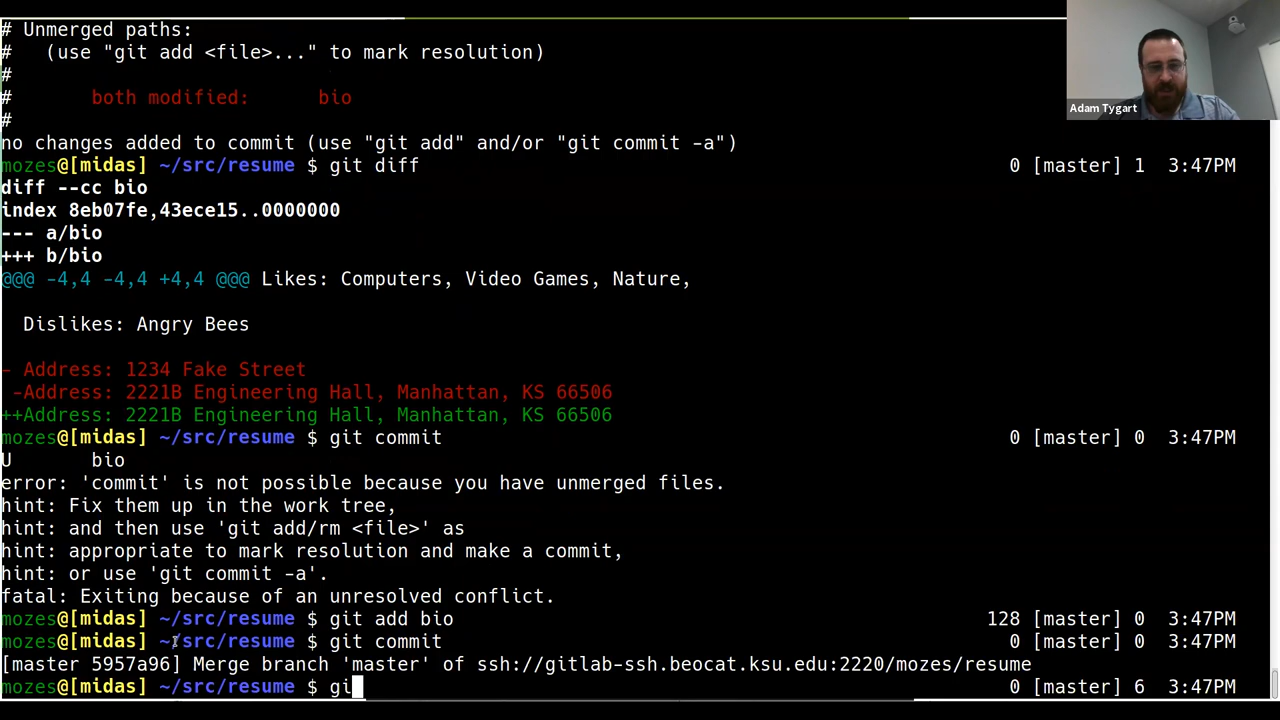 # Unmerged paths:
#   (use "git add <file>..." to mark resolution)
#
#       both modified:      bio
#
no changes added to commit (use "git add" and/or "git commit -a")
mozes@[midas] ~/src/resume $ git diff 0 [master] 1 3:47PM
diff --cc bio
index 8eb07fe,43ece15..0000000
--- a/bio
+++ b/bio
@@@ -4,4 -4,4 +4,4 @@@ Likes: Computers, Video Games, Nature,
  Dislikes: Angry Bees
- Address: 1234 Fake Street
 -Address: 2221B Engineering Hall, Manhattan, KS 66506
++Address: 2221B Engineering Hall, Manhattan, KS 66506
mozes@[midas] ~/src/resume $ git commit 0 [master] 0 3:47PM
U       bio
error: 'commit' is not possible because you have unmerged files.
hint: Fix them up in the work tree,
hint: and then use 'git add/rm <file>' as
hint: appropriate to mark resolution and make a commit,
hint: or use 'git commit -a'.
fatal: Exiting because of an unresolved conflict.
mozes@[midas] ~/src/resume $ git add bio 128 [master] 0 3:47PM
mozes@[midas] ~/src/resume $ git commit 0 [master] 0 3:47PM
[master 5957a96] Merge branch 'master' of ssh://gitlab-ssh.beocat.ksu.edu:2220/mozes/resume
mozes@[midas] ~/src/resume $ gi 0 [master] 6 3:47PM
Adam Tygart